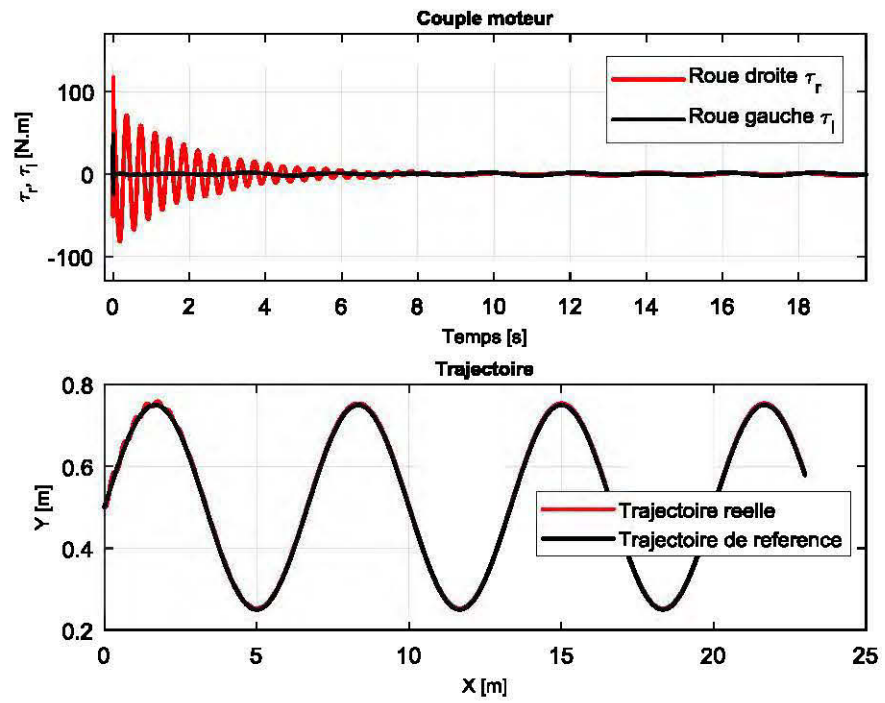 Couple moteur
τr, τl [N.m]
100
0
-100
Roue droite τr
Roue gauche τl
0 2 4 6 8 10 12 14 16 18
Temps [s]
Trajectoire
Y [m]
0.8
0.6
0.4
0.2
Trajectoire reelle
Trajectoire de reference
0 5 10 15 20 25
X [m]